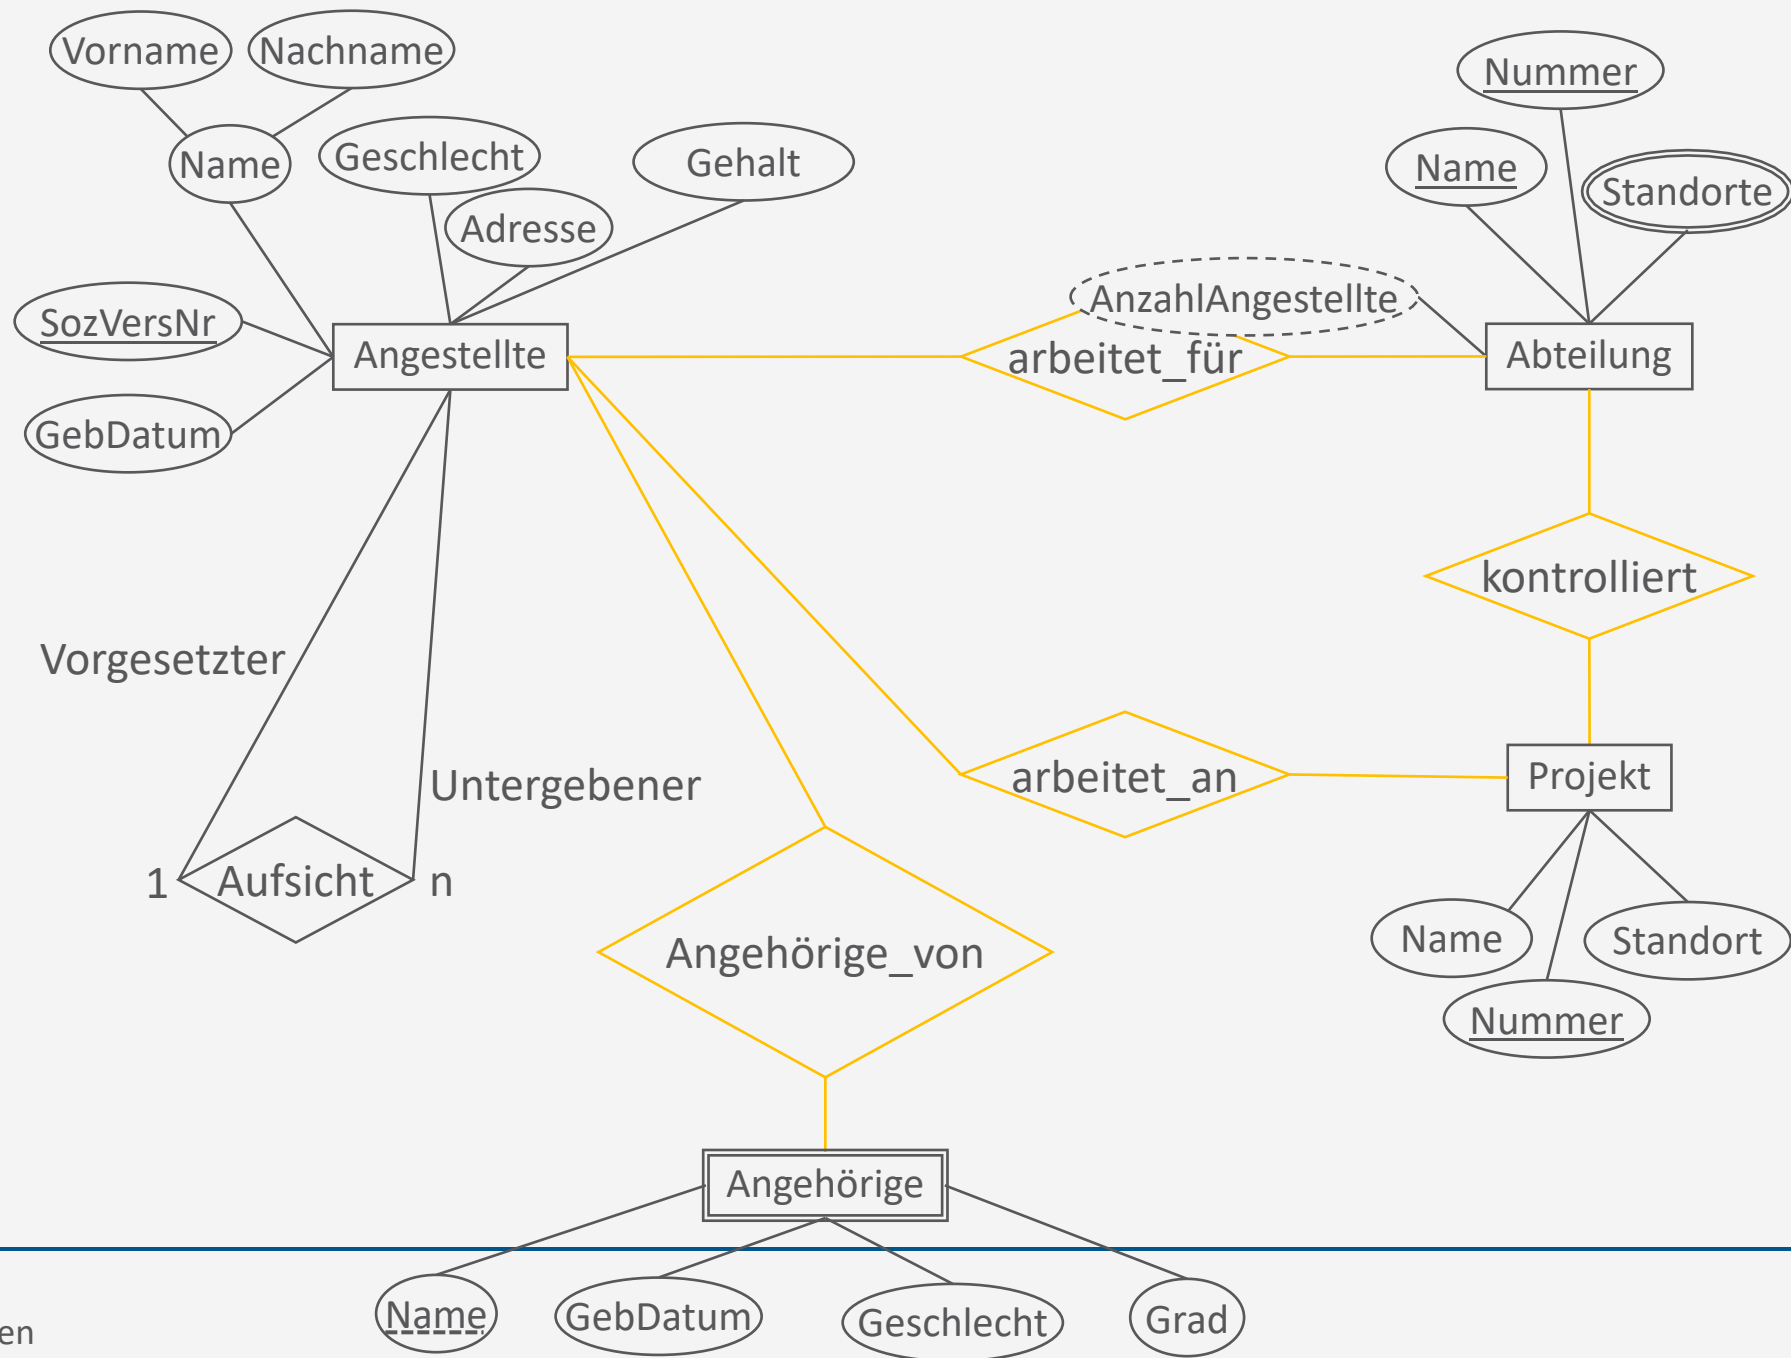 Vorname
Nachname
Nummer
Name
Geschlecht
Gehalt
Name
Standorte
Adresse
AnzahlAngestellte
SozVersNr
Angestellte
arbeitet_für
Abteilung
GebDatum
kontrolliert
Vorgesetzter
Untergebener
arbeitet_an
Projekt
1
Aufsicht
n
Angehörige_von
Name
Standort
Nummer
Angehörige
Name
GebDatum
Geschlecht
Grad
en